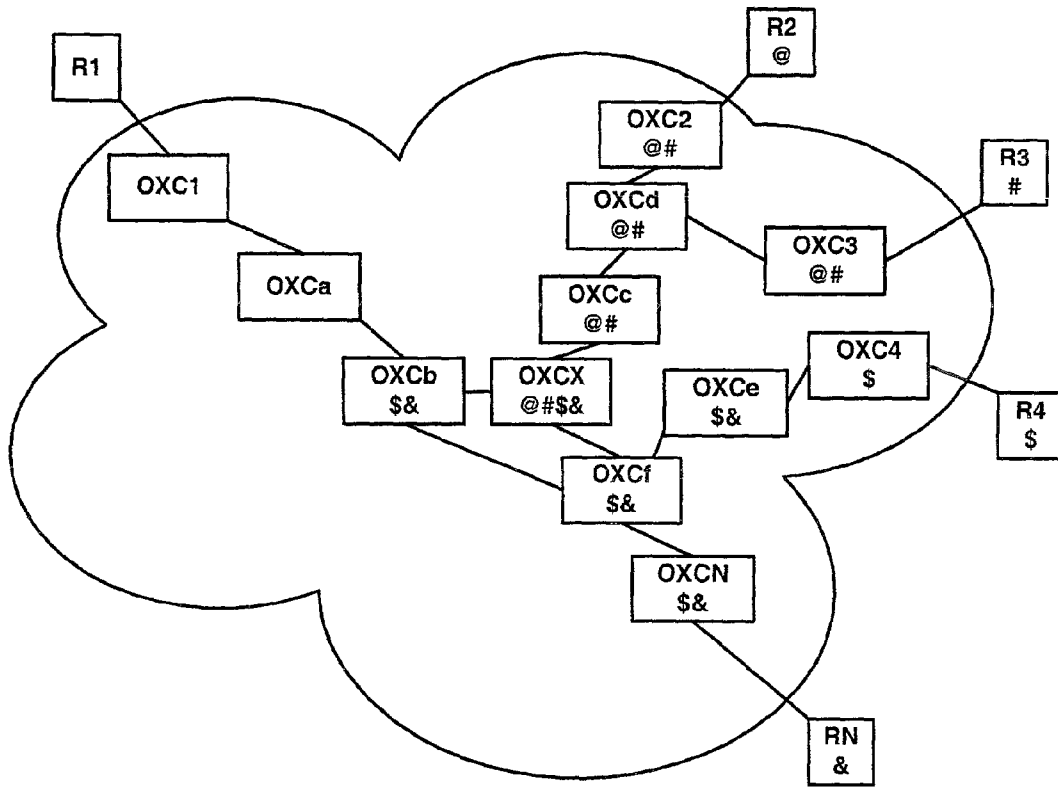 R1
R2
@
OXC2
@#
OXC1
R3
#
OXCd
@#
OXC3
@#
OXCa
OXCc
@#
OXC4
$
OXCb
$&
OXCX
@#$&
OXCe
$&
R4
$
OXCf
$&
OXCN
$&
RN
&